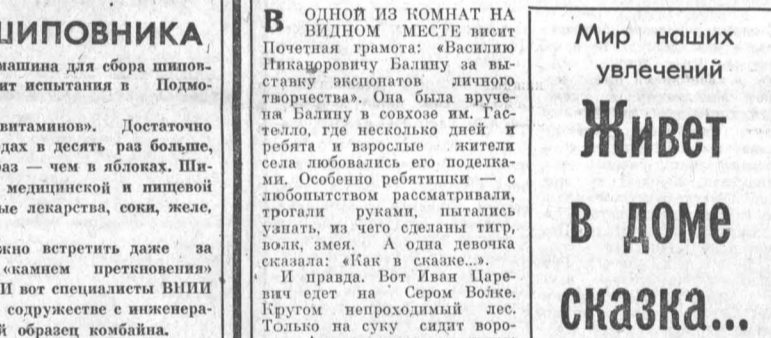 ШИПОВНИКА
машина для сбора шипов-
ит испытания в Подмо-
витаминов». Достаточно
дах в десять раз больше,
раз — чем в яблоках. Ши-
медицинской и пищевой
ые лекарства, соки, желе,
жно встретить даже за
«камнем преткновения»
И вот специалисты ВНИИ
содружестве с инженера-
й образец комбайна.
В ОДНОЙ ИЗ КОМНАТ НА
ВИДНОМ МЕСТЕ висит
Почетная грамота: «Василию
Никаноровичу Балину за вы-
ставку экспонатов личного
творчества». Она была вруче-
на Балину в совхозе им. Гас-
телло, где несколько дней и
ребята и взрослые жители
села любовались его поделка-
ми. Особенно ребятишки — с
любопытством рассматривали,
трогали руками, пытались
узнать, из чего сделаны тигр,
волк, змея. А одна девочка
сказала: «Как в сказке...».
И правда. Вот Иван Царе-
вич едет на Сером Волке.
Кругом непроходимый лес.
Только на суку сидит воро-
Мир наших
увлечений
Живет
в доме
сказка...